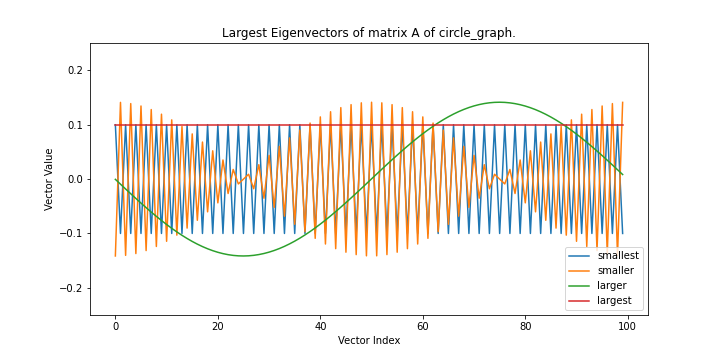 Largest Eigenvectors of matrix A of circle_graph.
Vector Value
0.2
0.1
0.0
−0.1
−0.2
0
20
40
60
80
100
Vector Index
smallest
smaller
larger
largest